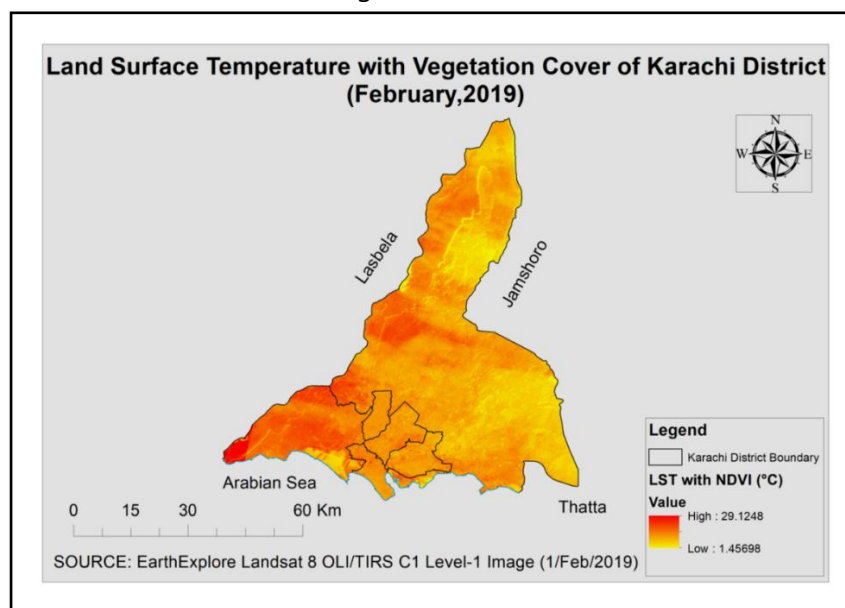 Land Surface Temperature with Vegetation Cover of Karachi District
(February,2019)
N
W E
S
Lasbela
Jamshoro
Arabian Sea
Thatta
0 15 30 60 Km
Legend
Karachi District Boundary
LST with NDVI (°C)
Value
High : 29.1248
Low : 1.45698
SOURCE: EarthExplore Landsat 8 OLI/TIRS C1 Level-1 Image (1/Feb/2019)